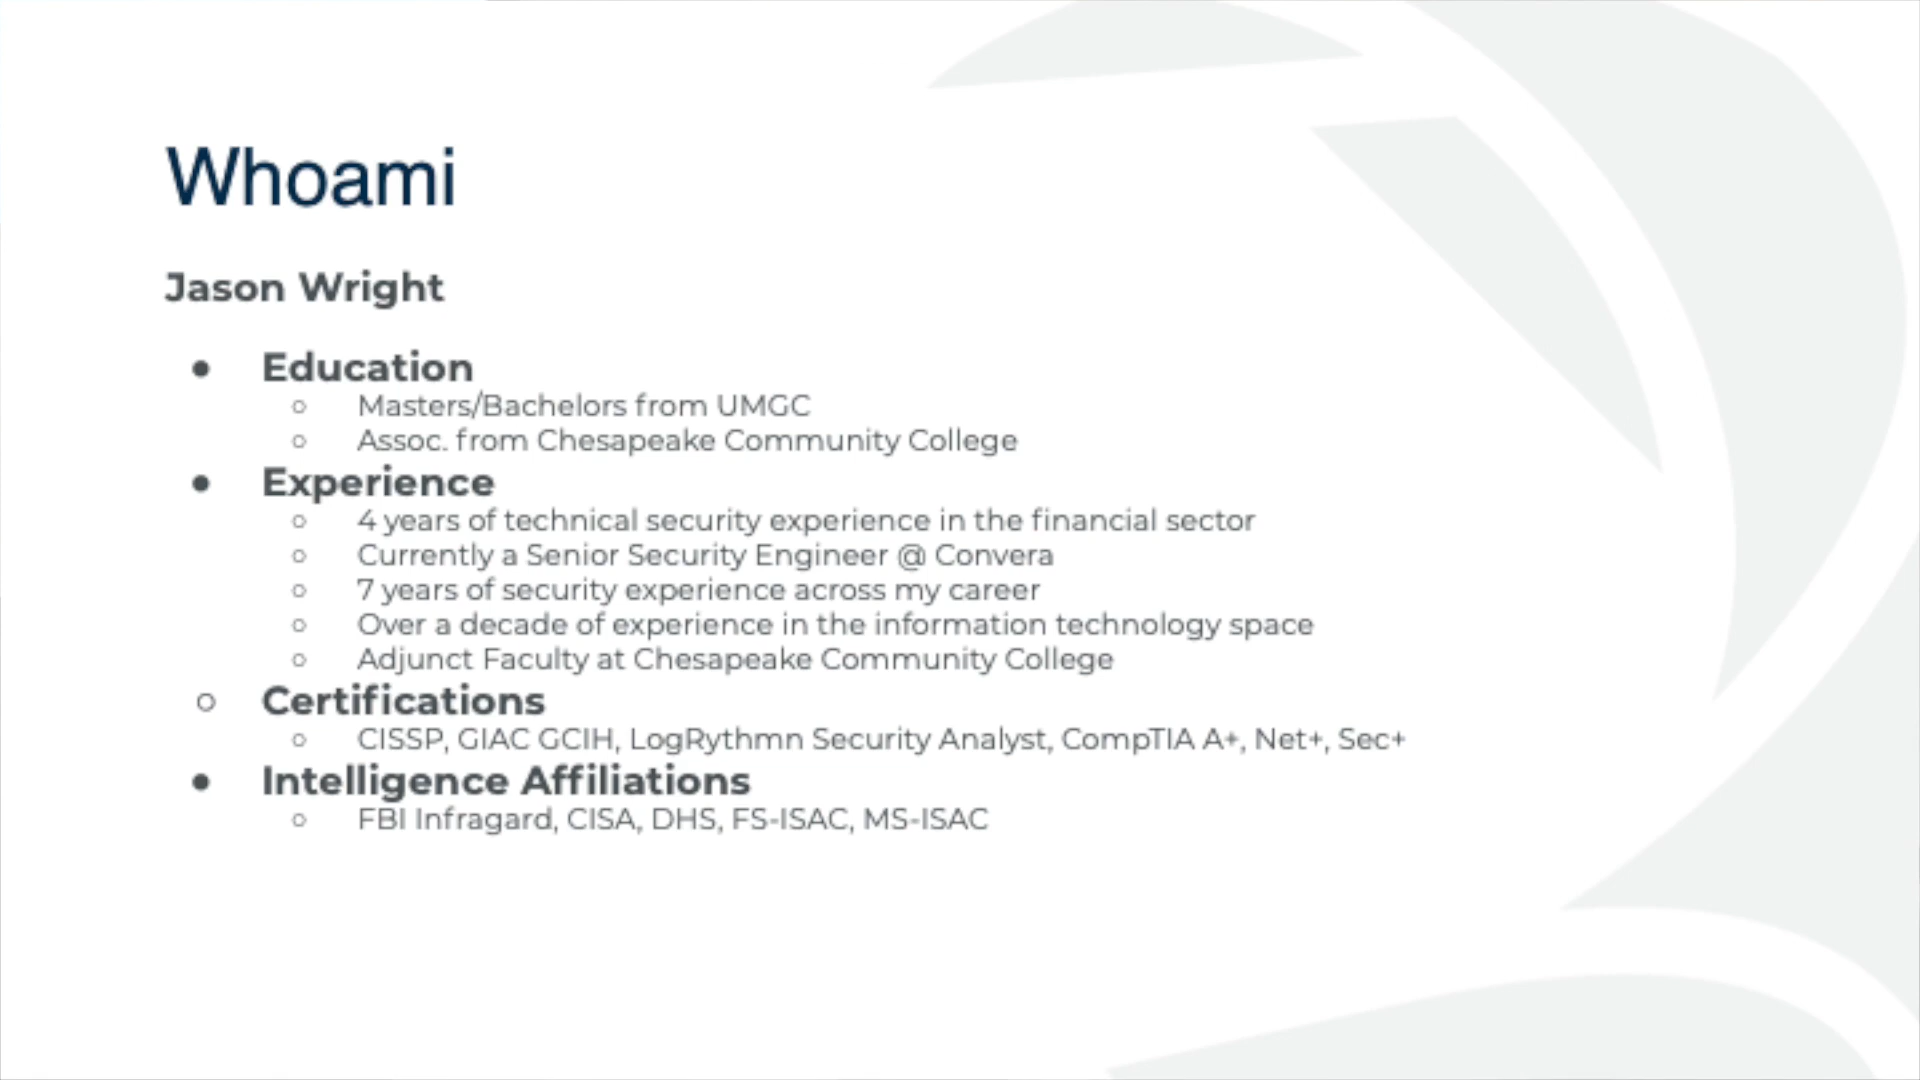 Whoami
Jason Wright
● Education
○ Masters/Bachelors from UMGC
○ Assoc. from Chesapeake Community College
● Experience
○ 4 years of technical security experience in the financial sector
○ Currently a Senior Security Engineer @ Convera
○ 7 years of security experience across my career
○ Over a decade of experience in the information technology space
○ Adjunct Faculty at Chesapeake Community College
○ Certifications
○ CISSP, GIAC GCIH, LogRythmn Security Analyst, CompTIA A+, Net+, Sec+
● Intelligence Affiliations
○ FBI Infragard, CISA, DHS, FS-ISAC, MS-ISAC